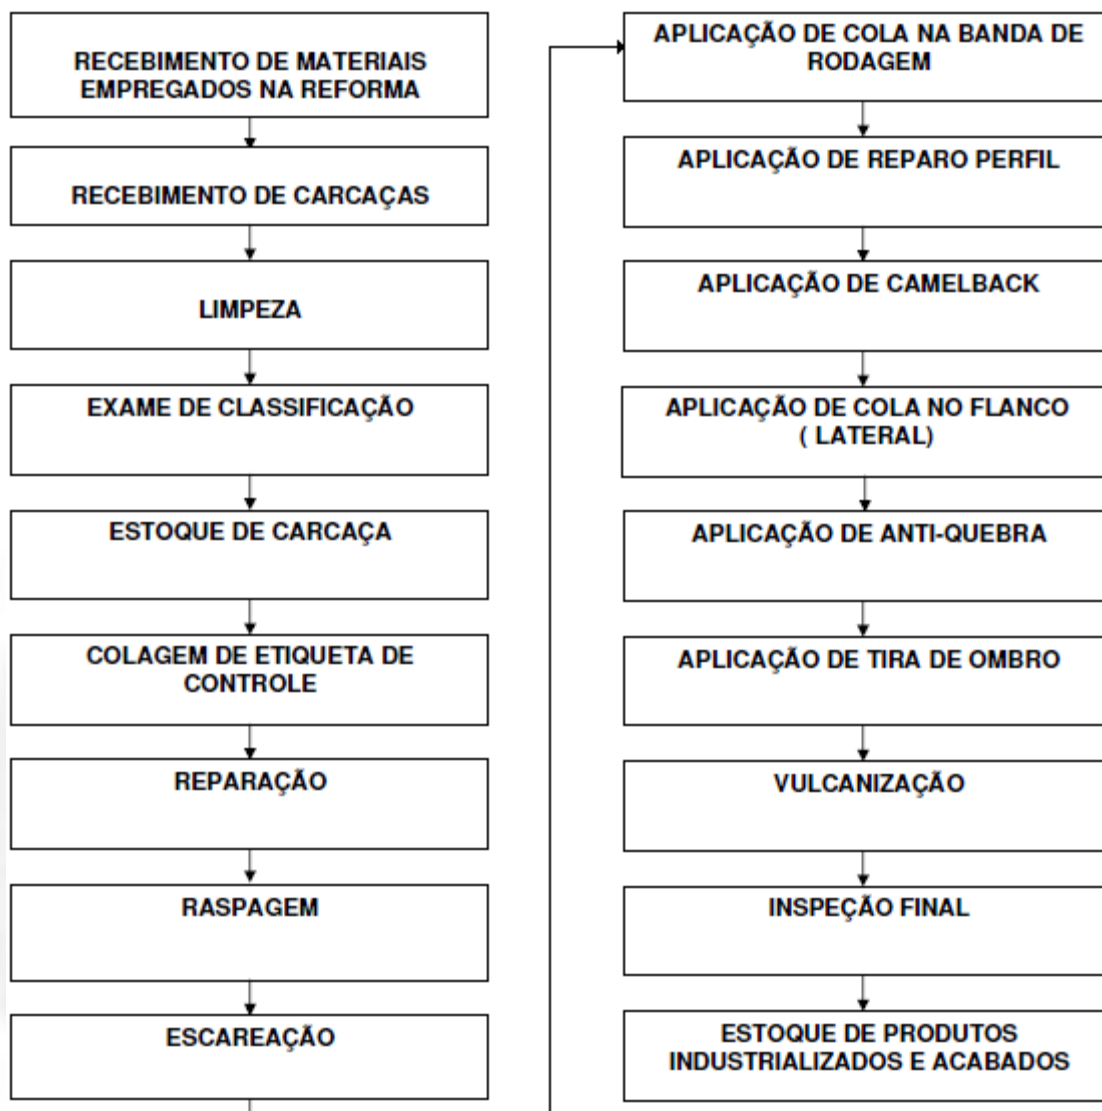 RECEBIMENTO DE MATERIAIS
EMPREGADOS NA REFORMA
RECEBIMENTO DE CARCAÇAS
LIMPEZA
EXAME DE CLASSIFICAÇÃO
ESTOQUE DE CARCAÇA
COLAGEM DE ETIQUETA DE
CONTROLE
REPARAÇÃO
RASPAGEM
ESCAREAÇÃO
APLICAÇÃO DE COLA NA BANDA DE
RODAGEM
APLICAÇÃO DE REPARO PERFIL
APLICAÇÃO DE CAMELBACK
APLICAÇÃO DE COLA NO FLANCO
( LATERAL)
APLICAÇÃO DE ANTI-QUEBRA
APLICAÇÃO DE TIRA DE OMBRO
VULCANIZAÇÃO
INSPEÇÃO FINAL
ESTOQUE DE PRODUTOS
INDUSTRIALIZADOS E ACABADOS